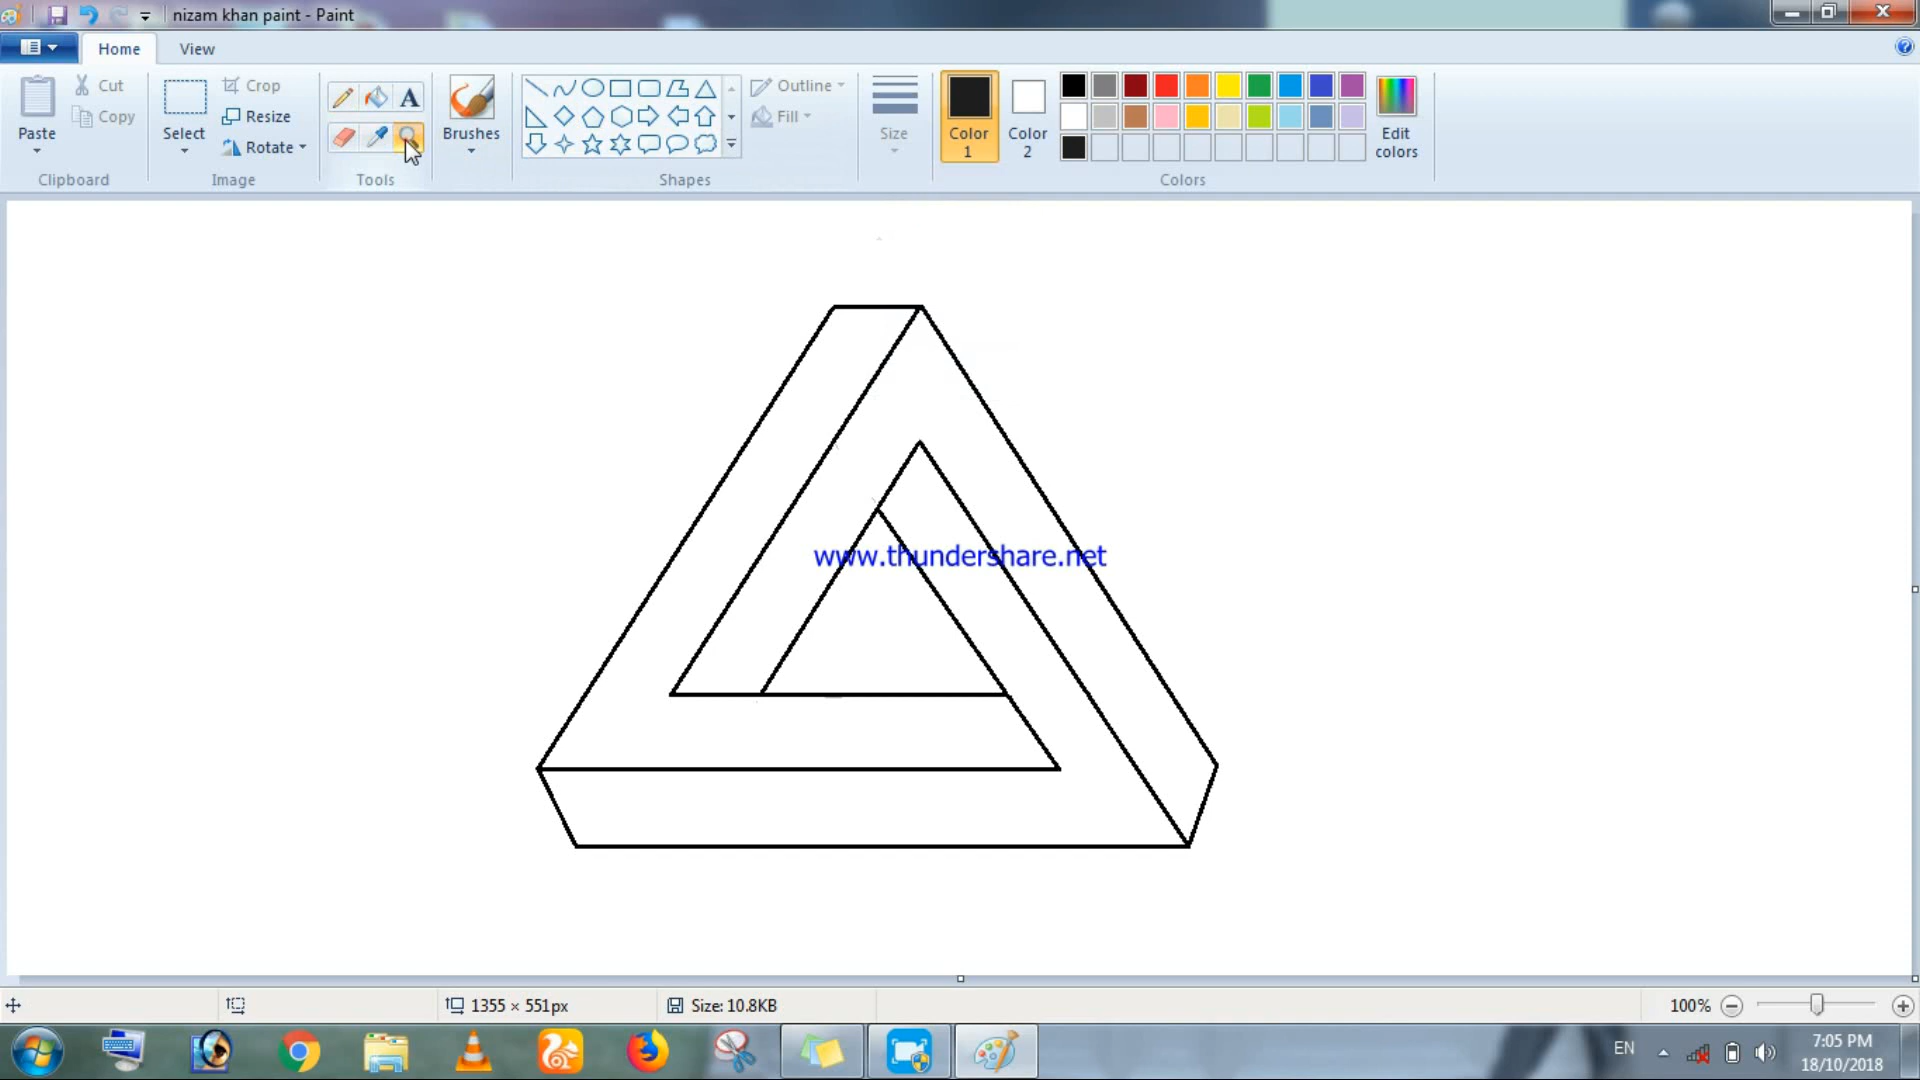 nizam khan paint - Paint
Home View
Paste Cut Copy
Select Crop Resize Rotate
A
Brushes
Outline Fill
Size
Color 1 Color 2
Edit colors
Clipboard Image Tools Shapes Colors
www.thundershare.net
1355 × 551px Size: 10.8KB 100%
EN 7:05 PM
18/10/2018